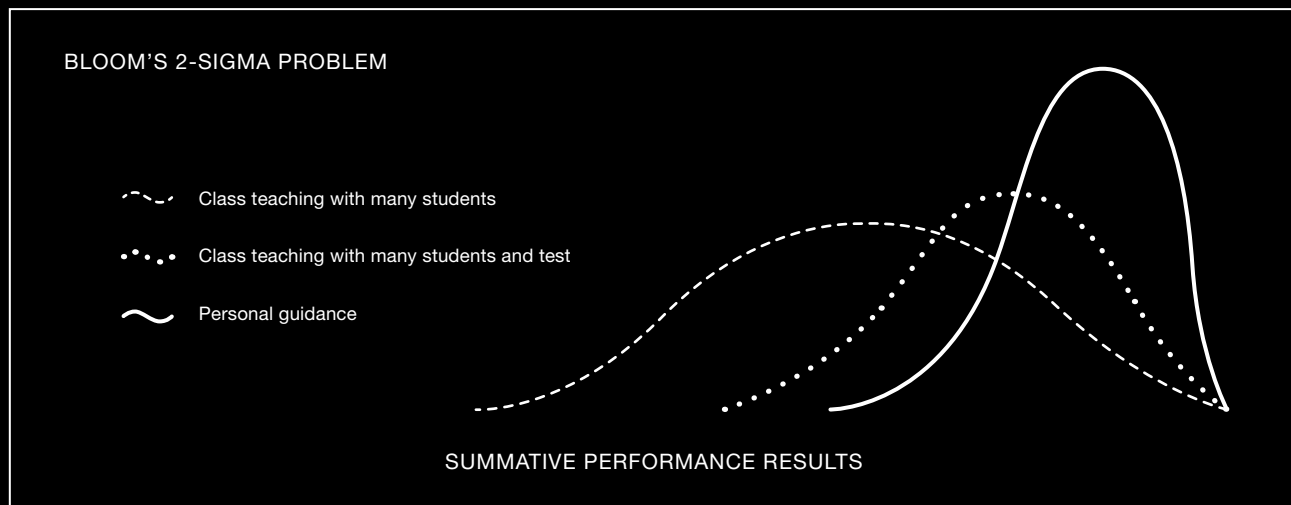 BLOOM’S 2-SIGMA PROBLEM
Class teaching with many students
Class teaching with many students and test
Personal guidance
SUMMATIVE PERFORMANCE RESULTS